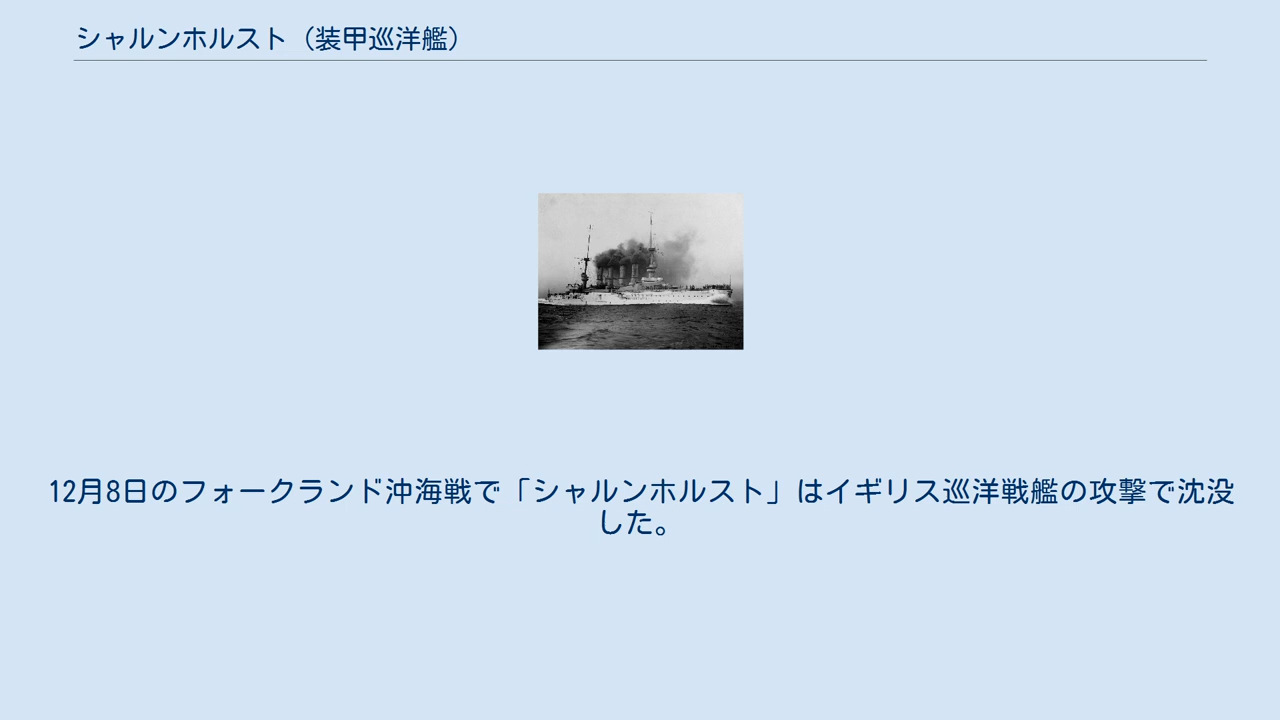 シャルンホルスト（装甲巡洋艦）
12月8日のフォークランド沖海戦で「シャルンホルスト」はイギリス巡洋戦艦の攻撃で沈没
した。